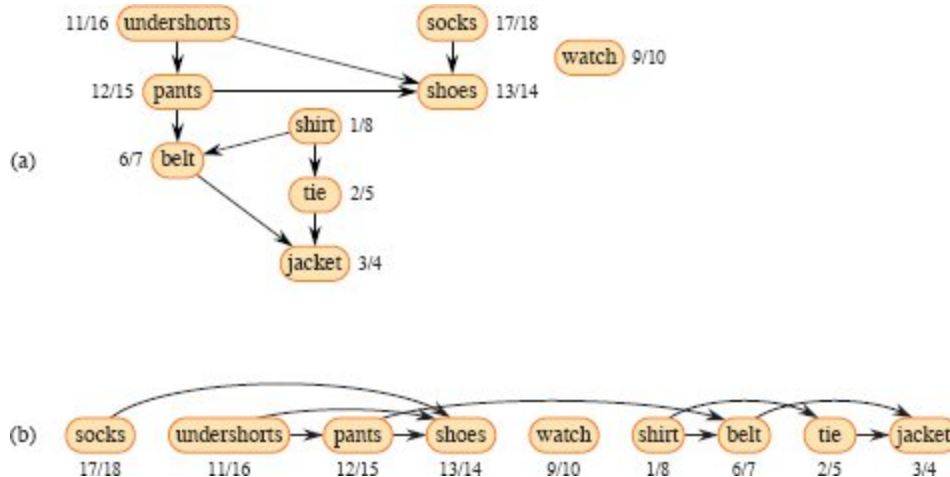 11/16 undershorts socks 17/18
watch 9/10
12/15 pants shoes 13/14
shirt 1/8
(a) 6/7 belt
tie 2/5
jacket 3/4
(b) socks undershorts pants shoes watch shirt belt tie jacket
17/18 11/16 12/15 13/14 9/10 1/8 6/7 2/5 3/4